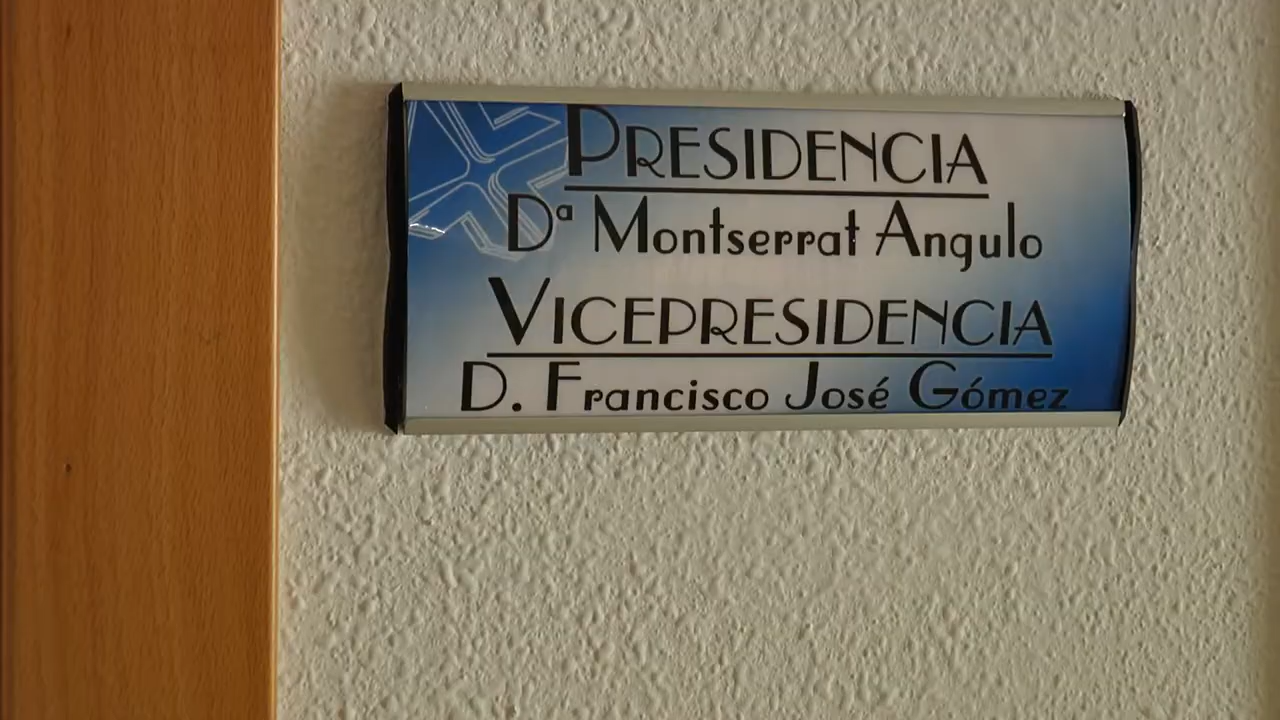 PRESIDENCIA
Dª Montserrat Angulo
VICEPRESIDENCIA
D. Francisco José Gómez